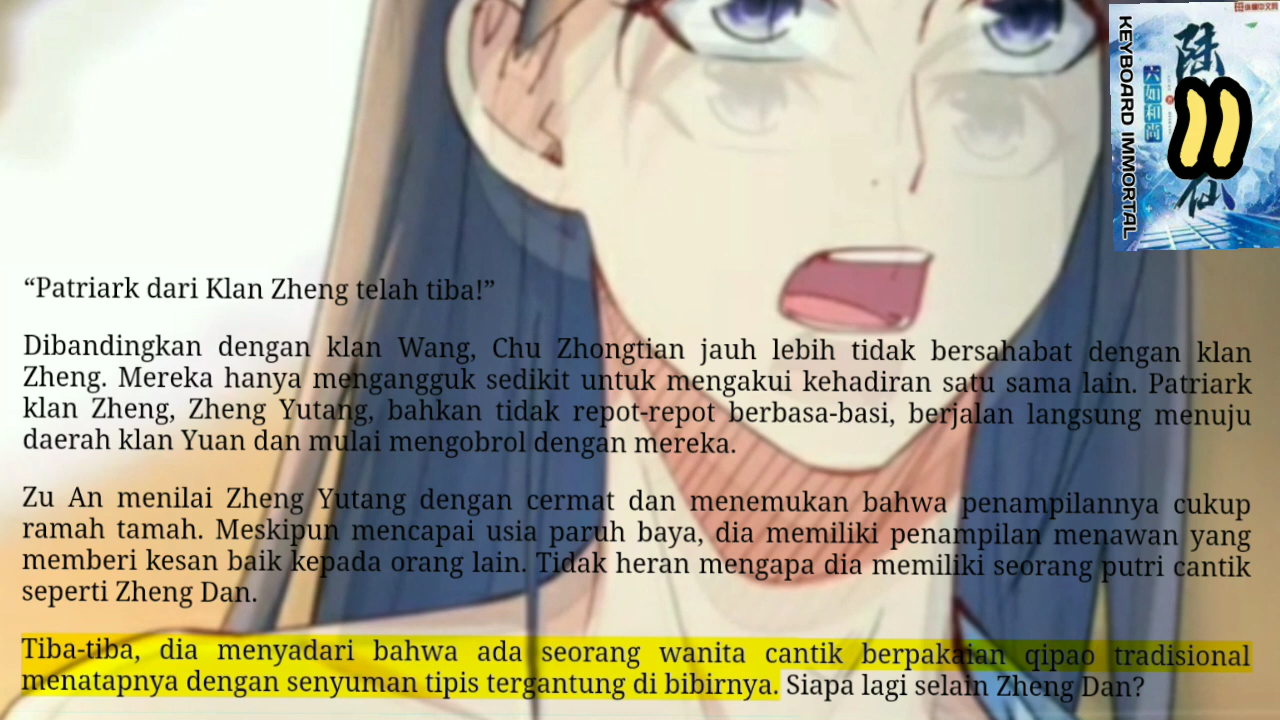 “Patriark dari Klan Zheng telah tiba!”
Dibandingkan dengan klan Wang, Chu Zhongtian jauh lebih tidak bersahabat dengan klan
Zheng. Mereka hanya mengangguk sedikit untuk mengakui kehadiran satu sama lain. Patriark
klan Zheng, Zheng Yutang, bahkan tidak repot-repot berbasa-basi, berjalan langsung menuju
daerah klan Yuan dan mulai mengobrol dengan mereka.
Zu An menilai Zheng Yutang dengan cermat dan menemukan bahwa penampilannya cukup
ramah tamah. Meskipun mencapai usia paruh baya, dia memiliki penampilan menawan yang
memberi kesan baik kepada orang lain. Tidak heran mengapa dia memiliki seorang putri cantik
seperti Zheng Dan.
Tiba-tiba, dia menyadari bahwa ada seorang wanita cantik berpakaian qipao tradisional
menatapnya dengan senyuman tipis tergantung di bibirnya. Siapa lagi selain Zheng Dan?
KEYBOARD IMMORTAL
陆
仙
六如和尚